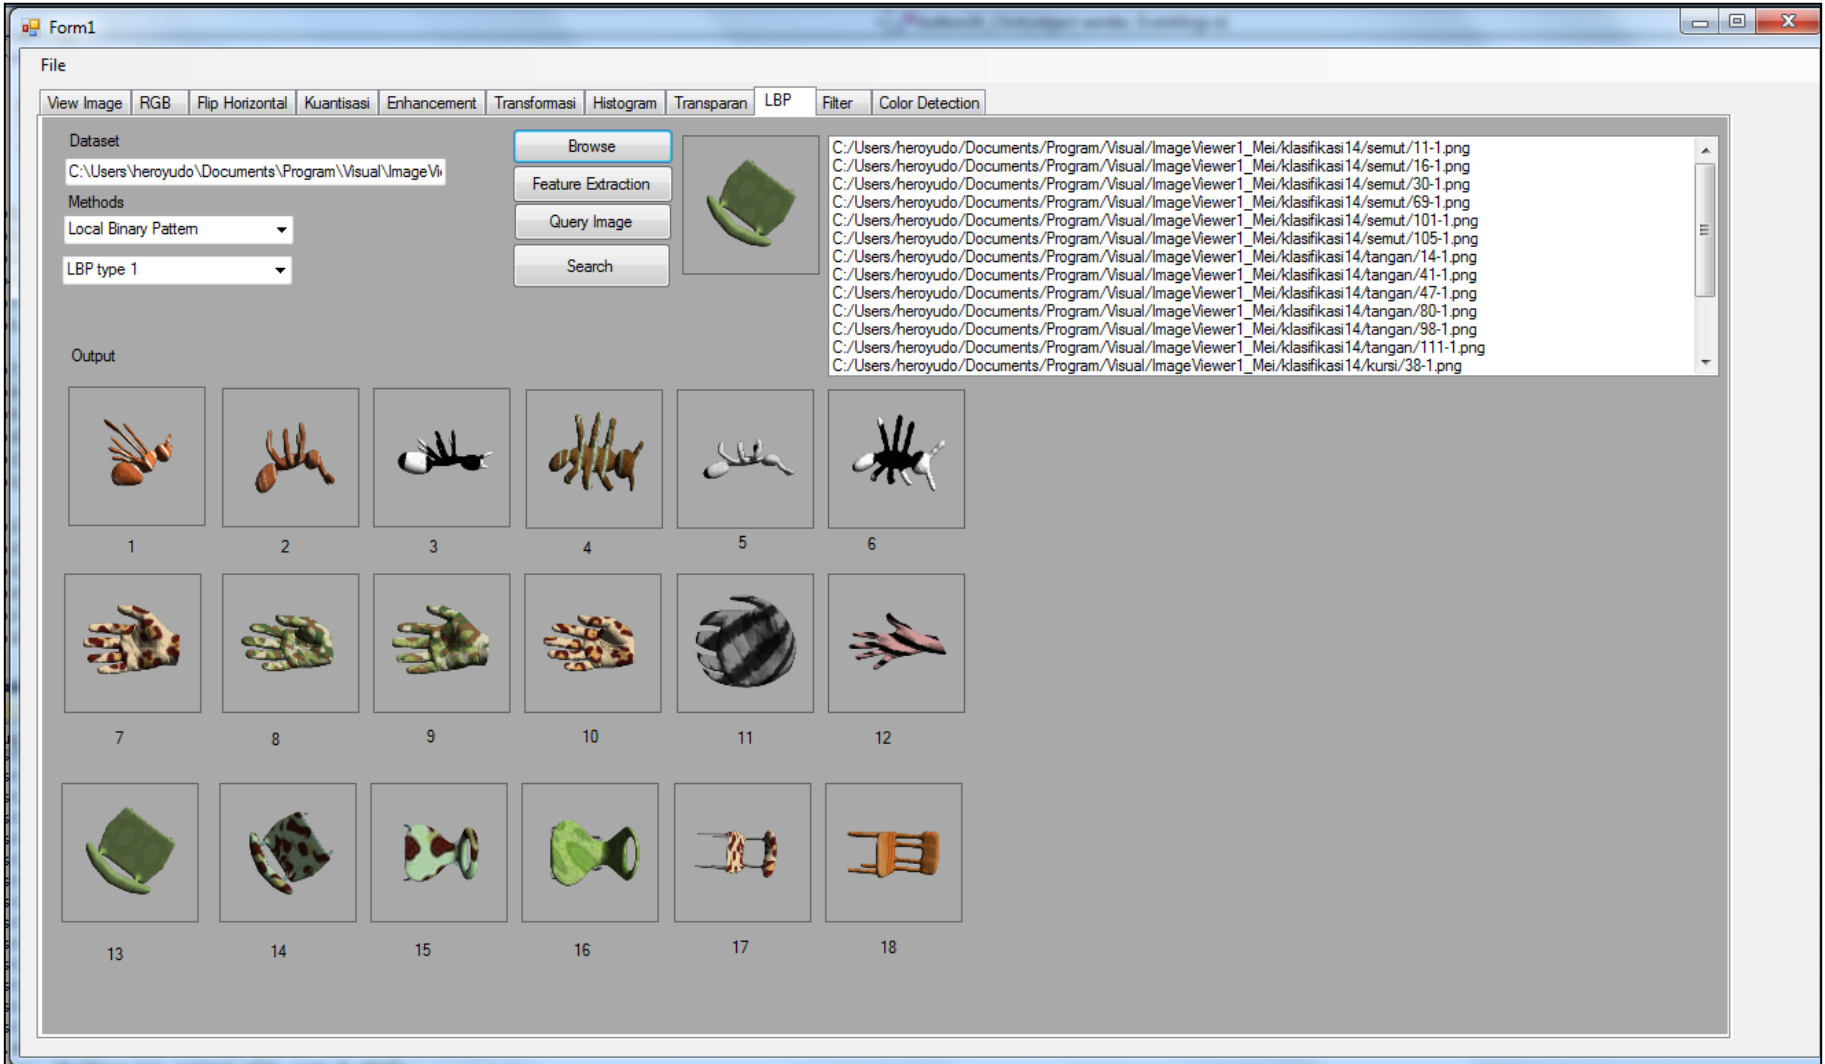 Form1
File
View Image RGB Flip Horizontal Kuantisasi Enhancement Transformasi Histogram Transparan LBP Filter Color Detection
Dataset
C:\Users\heroyudo\Documents\Program\Visual\ImageVi
Methods
Local Binary Pattern
LBP type 1
Browse
Feature Extraction
Query Image
Search
C:/Users/heroyudo/Documents/Program/Visual/ImageViewer1_Mei/klasifikasi14/semut/11-1.png
C:/Users/heroyudo/Documents/Program/Visual/ImageViewer1_Mei/klasifikasi14/semut/16-1.png
C:/Users/heroyudo/Documents/Program/Visual/ImageViewer1_Mei/klasifikasi14/semut/30-1.png
C:/Users/heroyudo/Documents/Program/Visual/ImageViewer1_Mei/klasifikasi14/semut/69-1.png
C:/Users/heroyudo/Documents/Program/Visual/ImageViewer1_Mei/klasifikasi14/semut/101-1.png
C:/Users/heroyudo/Documents/Program/Visual/ImageViewer1_Mei/klasifikasi14/semut/105-1.png
C:/Users/heroyudo/Documents/Program/Visual/ImageViewer1_Mei/klasifikasi14/tangan/14-1.png
C:/Users/heroyudo/Documents/Program/Visual/ImageViewer1_Mei/klasifikasi14/tangan/41-1.png
C:/Users/heroyudo/Documents/Program/Visual/ImageViewer1_Mei/klasifikasi14/tangan/47-1.png
C:/Users/heroyudo/Documents/Program/Visual/ImageViewer1_Mei/klasifikasi14/tangan/80-1.png
C:/Users/heroyudo/Documents/Program/Visual/ImageViewer1_Mei/klasifikasi14/tangan/98-1.png
C:/Users/heroyudo/Documents/Program/Visual/ImageViewer1_Mei/klasifikasi14/tangan/111-1.png
C:/Users/heroyudo/Documents/Program/Visual/ImageViewer1_Mei/klasifikasi14/kursi/38-1.png
Output
1 2 3 4 5 6
7 8 9 10 11 12
13 14 15 16 17 18